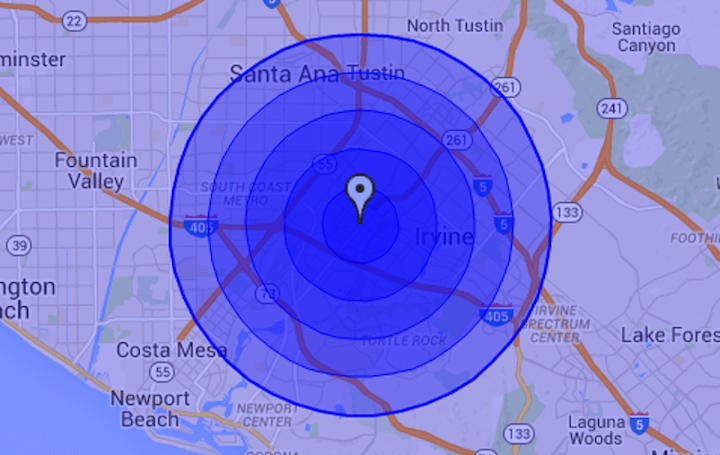 22
North Tustin
Santiago
Canyon
minster
Santa Ana
Tustin
261
241
WEST
261
Fountain
Valley
55
SOUTH COAST
METRO
5
133
405
5
39
Irvine
FOOTHI
ngton
ach
73
405
IRVINE
SPECTRUM
CENTER
TURTLE ROCK
Lake Fores
Costa Mesa
55
Newport
Beach
NEWPORT
CENTER
Laguna
Woods
5
133